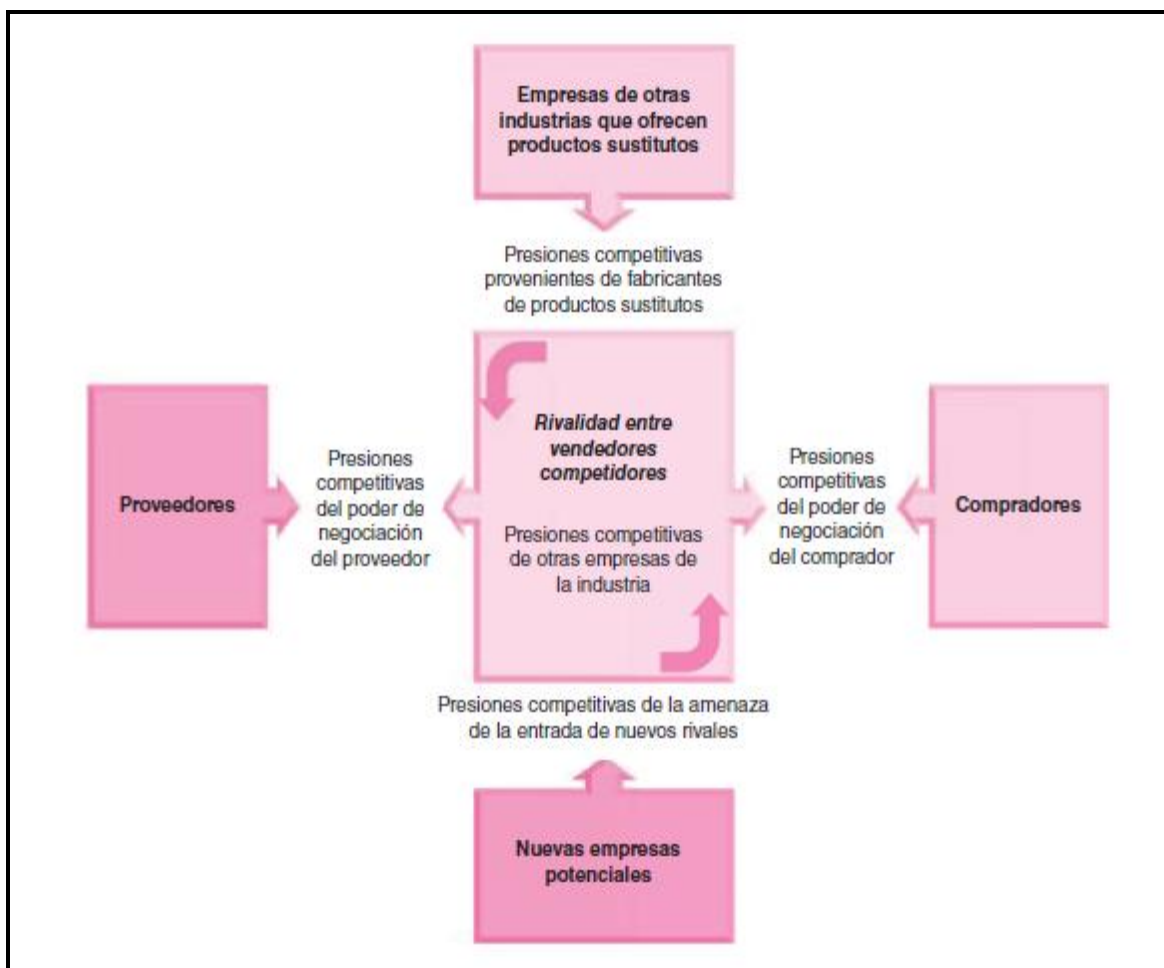 Empresas de otras
industrias que ofrecen
productos sustitutos
Presiones competitivas
provenientes de fabricantes
de productos sustitutos
Proveedores
Presiones
competitivas
del poder de
negociación
del proveedor
Rivalidad entre
vendedores
competidores
Presiones competitivas
de otras empresas de
la industria
Presiones
competitivas
del poder de
negociación
del comprador
Compradores
Presiones competitivas de la amenaza
de la entrada de nuevos rivales
Nuevas empresas
potenciales